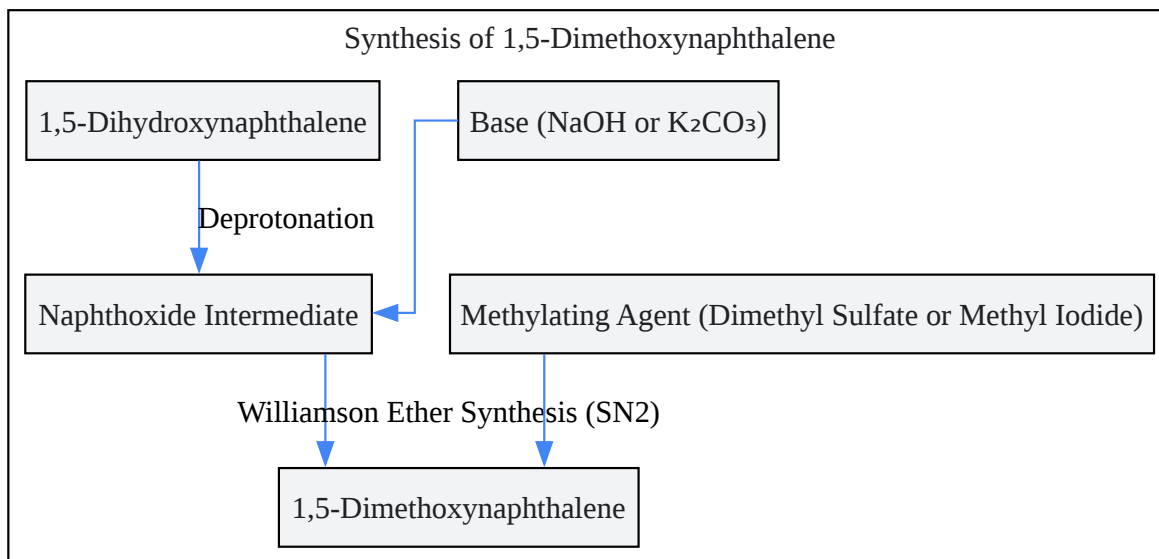 Synthesis of 1,5-Dimethoxynaphthalene
1,5-Dihydroxynaphthalene
Base (NaOH or K₂CO₃)
Deprotonation
Naphthoxide Intermediate
Methylating Agent (Dimethyl Sulfate or Methyl Iodide)
Williamson Ether Synthesis (SN2)
1,5-Dimethoxynaphthalene